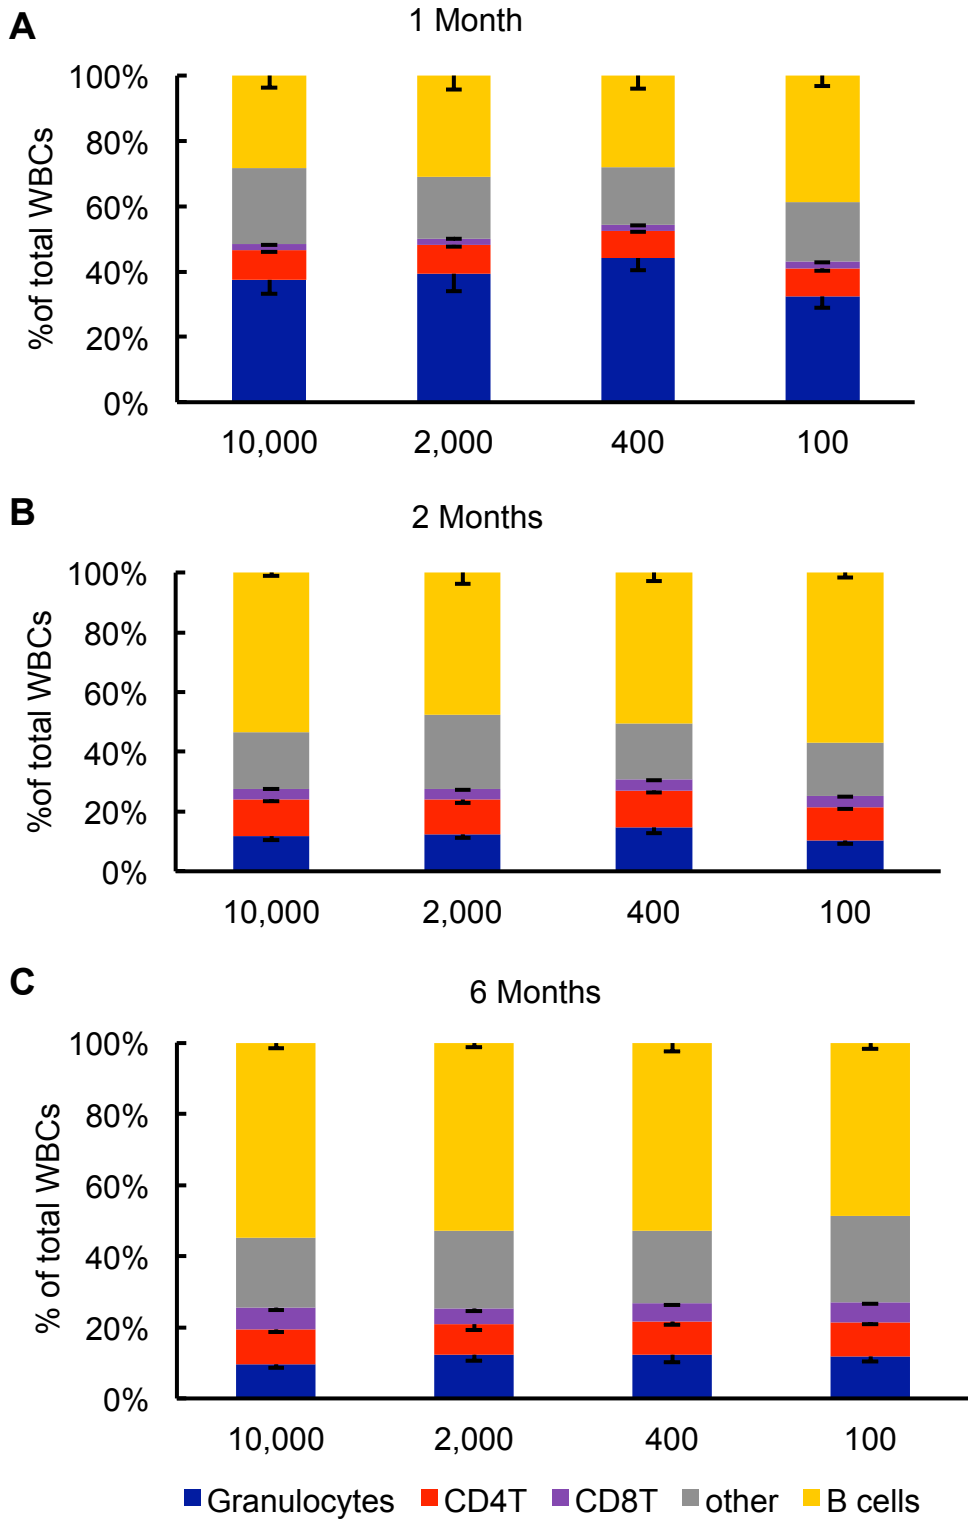 A
1 Month
%of total WBCs
100%
80%
60%
40%
20%
0%
10,000 2,000 400 100
B
2 Months
%of total WBCs
100%
80%
60%
40%
20%
0%
10,000 2,000 400 100
C
6 Months
% of total WBCs
100%
80%
60%
40%
20%
0%
10,000 2,000 400 100
Granulocytes CD4T CD8T other B cells